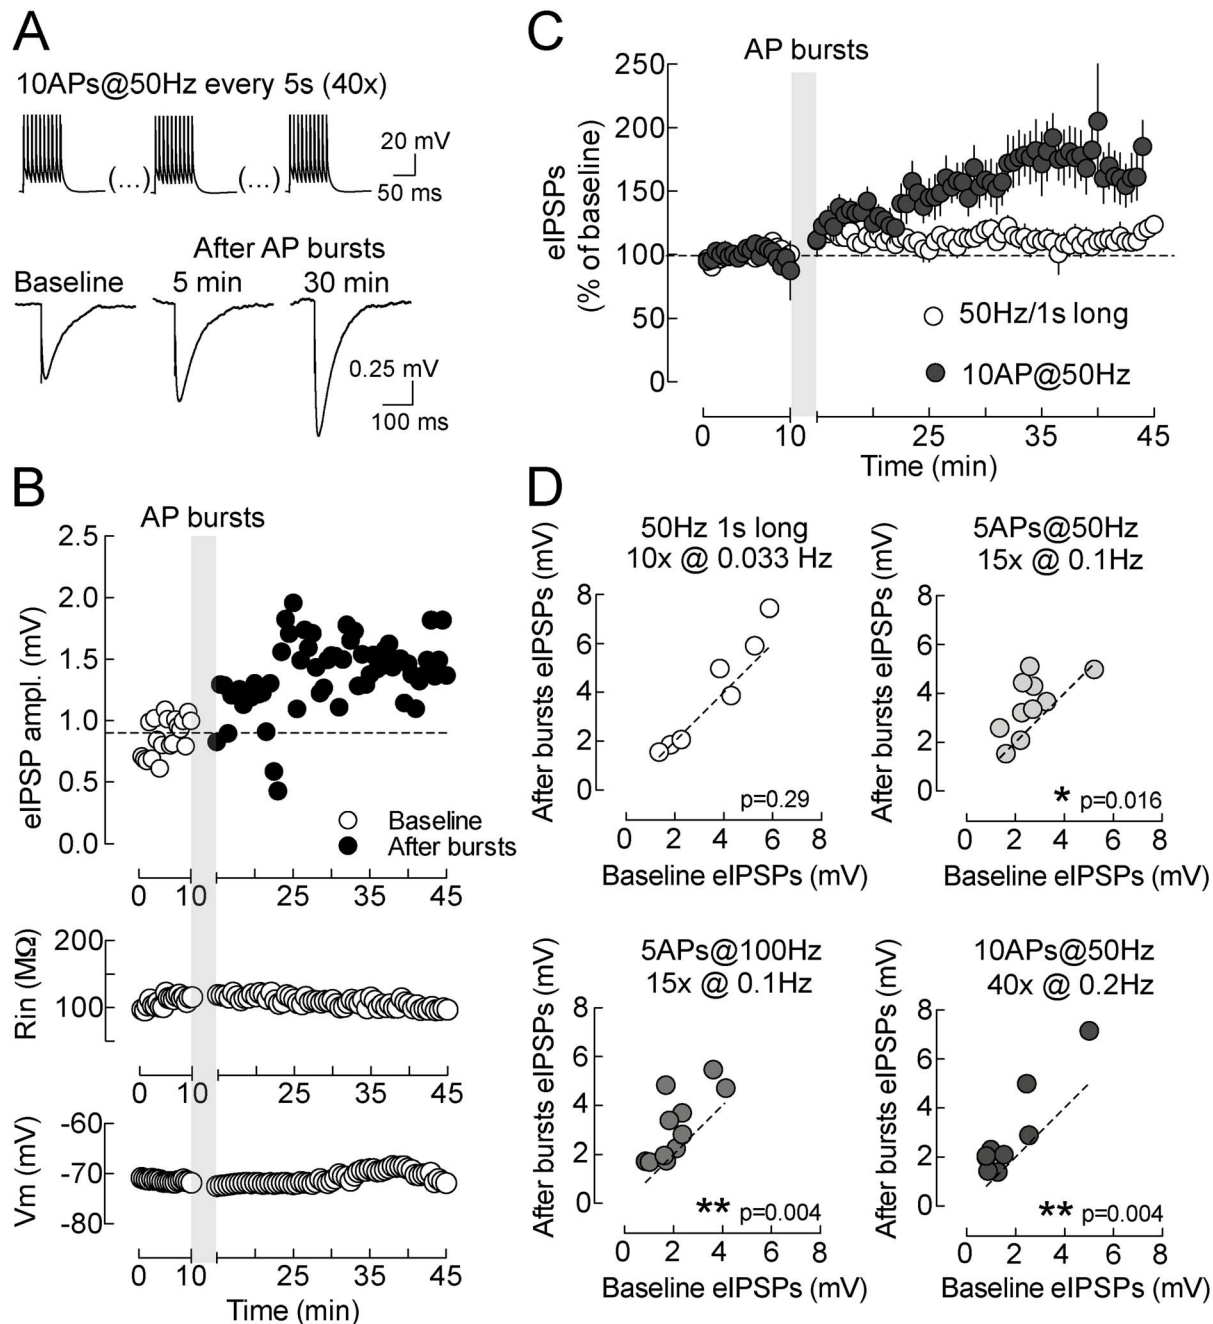 A
10APs@50Hz every 5s (40x)
(...)
(...)
20 mV
50 ms
After AP bursts
Baseline
5 min
30 min
0.25 mV
100 ms
B
AP bursts
eIPSP ampl. (mV)
2.5
2.0
1.5
1.0
0.5
0.0
Baseline
After bursts
0 10 25 35 45
Rin (MΩ)
200
100
0 10 25 35 45
Vm (mV)
-60
-70
-80
0 10 25 35 45
Time (min)
C
AP bursts
eIPSPs
(% of baseline)
250
200
150
100
50
0
50Hz/1s long
10AP@50Hz
0 10 25 35 45
Time (min)
D
50Hz 1s long
10x @ 0.033 Hz
After bursts eIPSPs (mV)
8
6
4
2
0
p=0.29
0 2 4 6 8
Baseline eIPSPs (mV)
5APs@50Hz
15x @ 0.1Hz
After bursts eIPSPs (mV)
8
6
4
2
0
* p=0.016
0 2 4 6 8
Baseline eIPSPs (mV)
5APs@100Hz
15x @ 0.1Hz
After bursts eIPSPs (mV)
8
6
4
2
0
** p=0.004
0 2 4 6 8
Baseline eIPSPs (mV)
10APs@50Hz
40x @ 0.2Hz
After bursts eIPSPs (mV)
8
6
4
2
0
** p=0.004
0 2 4 6 8
Baseline eIPSPs (mV)